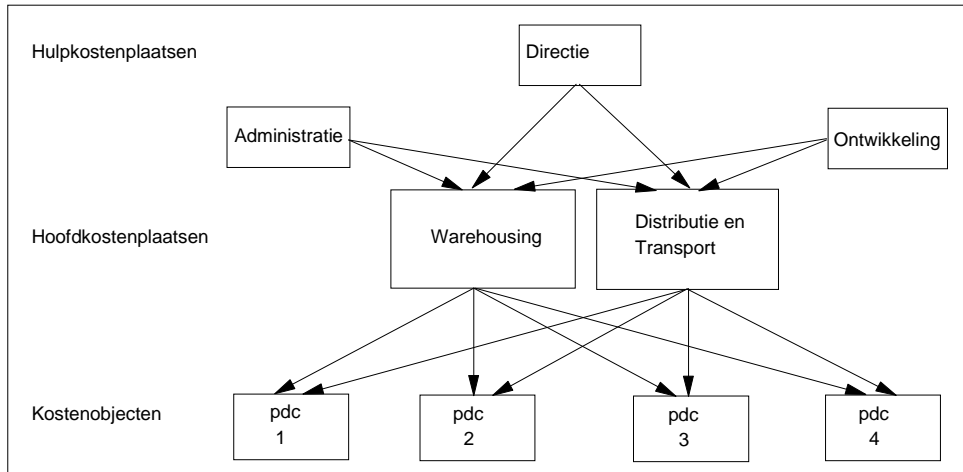 Hulpkostenplaatsen
Directie
Administratie
Ontwikkeling
Hoofdkostenplaatsen
Warehousing
Distributie en
Transport
Kostenobjecten
pdc
1
pdc
2
pdc
3
pdc
4